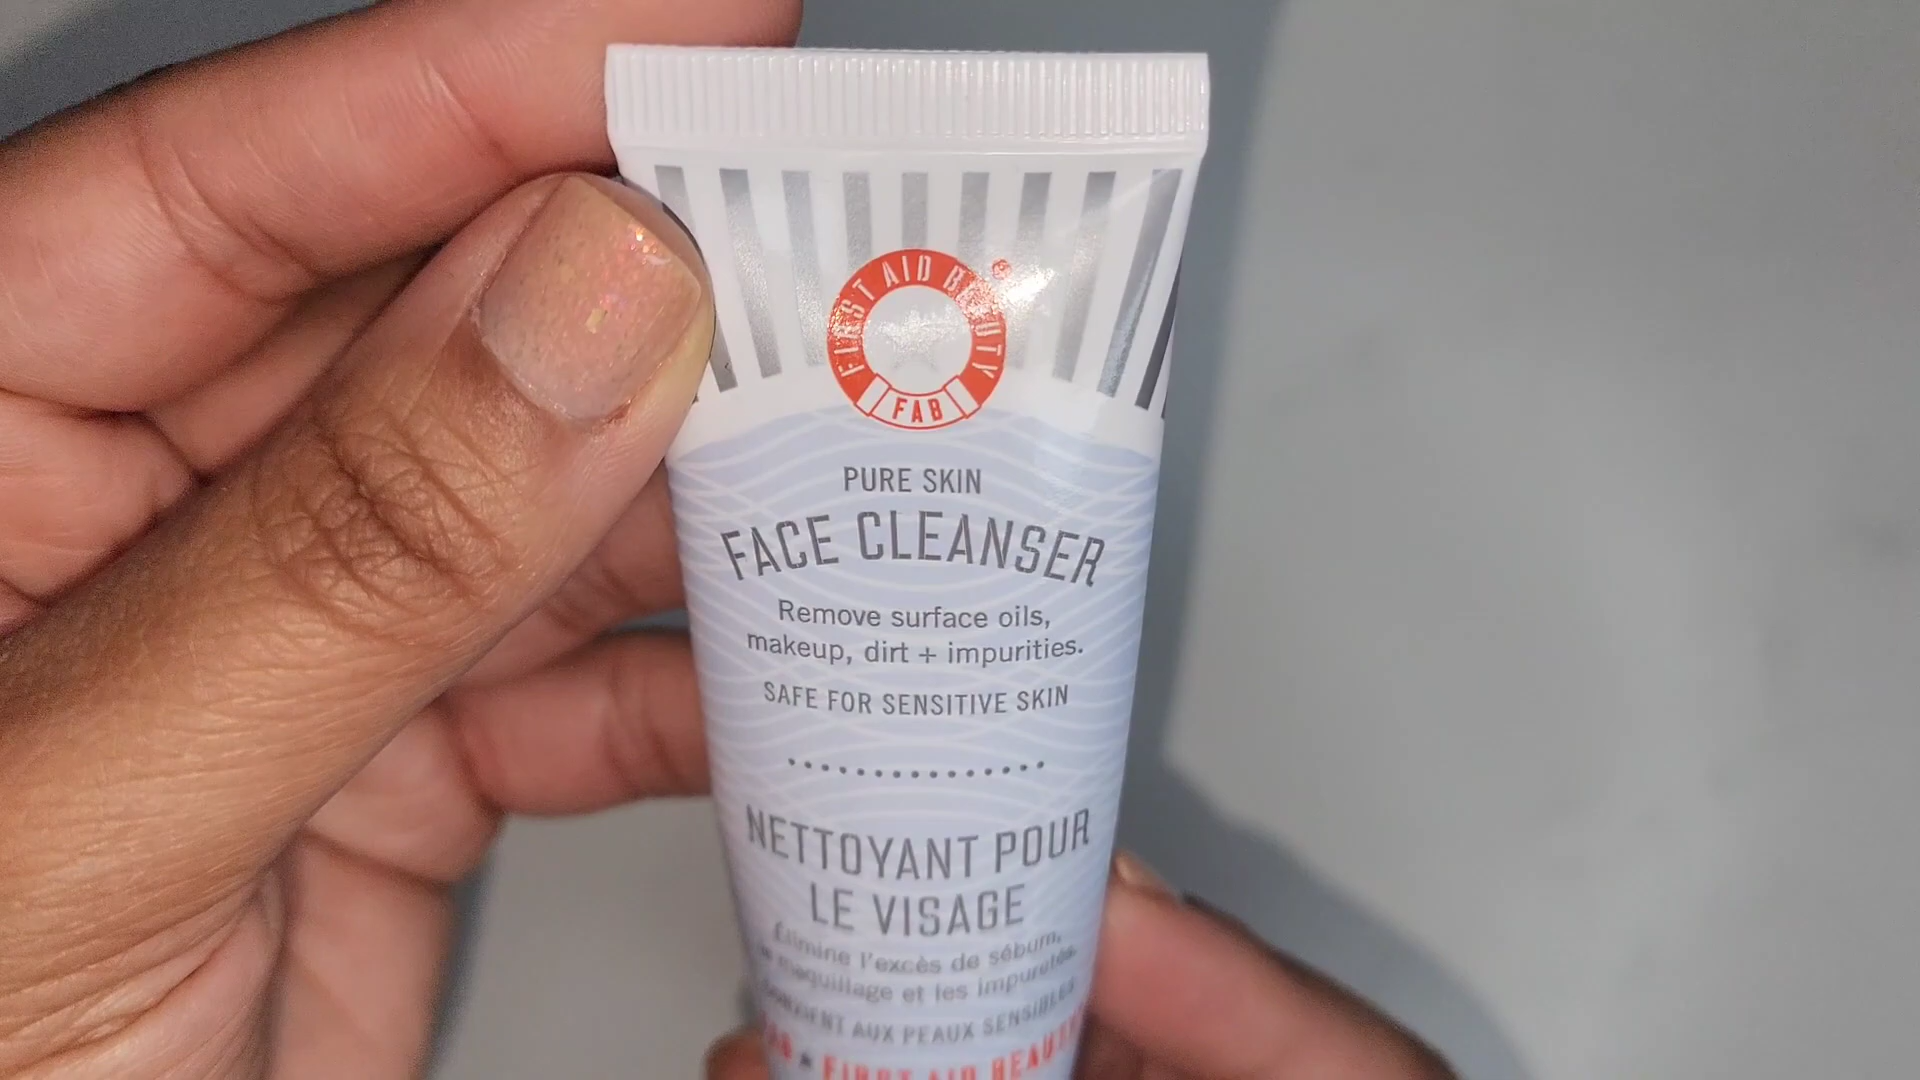 FIRST AID BEAUTY
®
FAB
PURE SKIN
FACE CLEANSER
Remove surface oils,
makeup, dirt + impurities.
SAFE FOR SENSITIVE SKIN
NETTOYANT POUR
LE VISAGE
Élimine l'excès de sébum,
maquillage et les impuretés.
CONVIENT AUX PEAUX SENSIBLES
FIRST AID BEAUTY